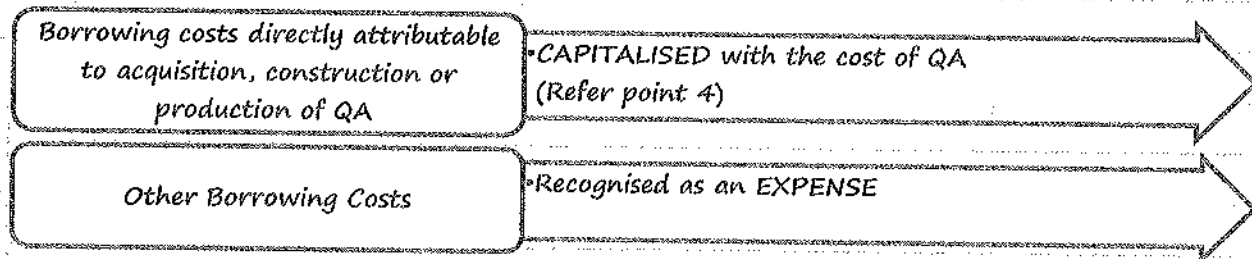 Borrowing costs directly attributable
to acquisition, construction or
production of QA
•CAPITALISED with the cost of QA
(Refer point 4)
Other Borrowing Costs
•Recognised as an EXPENSE